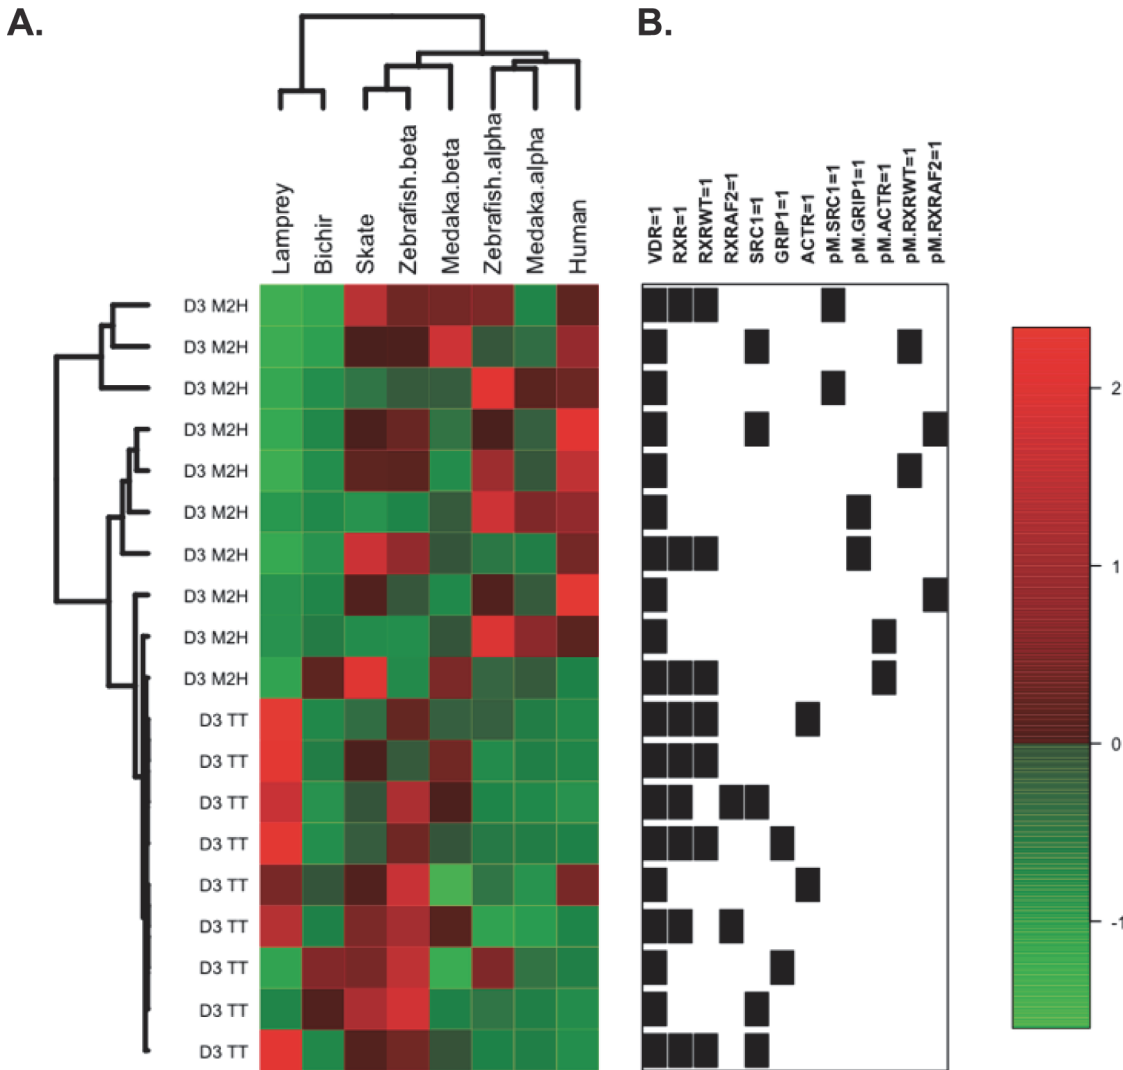 A.
B.
Lamprey
Bichir
Skate
Zebrafish.beta
Medaka.beta
Zebrafish.alpha
Medaka.alpha
Human
VDR=1
RXR=1
RXRWT=1
RXRAF2=1
SRC1=1
GRIP1=1
ACTR=1
pM.SRC1=1
pM.GRIP1=1
pM.ACTR=1
pM.RXRWT=1
pM.RXRAF2=1
D3 M2H
D3 M2H
D3 M2H
D3 M2H
D3 M2H
D3 M2H
D3 M2H
D3 M2H
D3 M2H
D3 M2H
D3 TT
D3 TT
D3 TT
D3 TT
D3 TT
D3 TT
D3 TT
D3 TT
D3 TT
2
1
0
-1